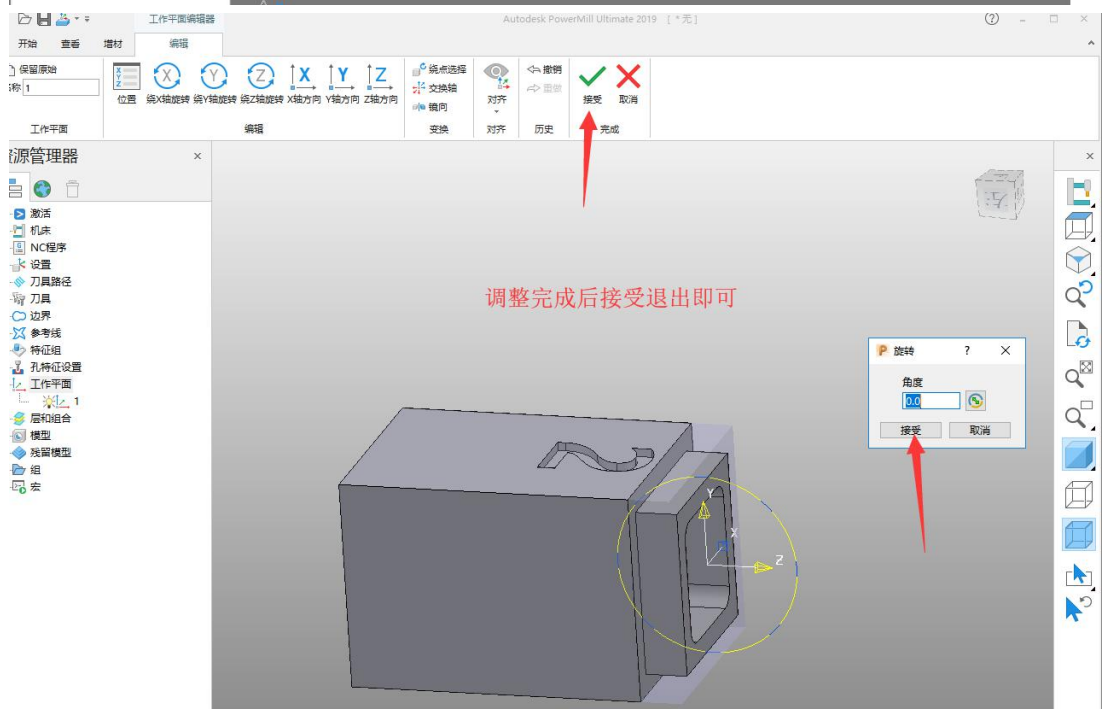 工作平面编辑器
Autodesk PowerMill Ultimate 2019 [ *无 ]
开始 查看 增材 编辑
保留原始
1
位置 绕X轴旋转 绕Y轴旋转 绕Z轴旋转 X轴方向 Y轴方向 Z轴方向
绕点选择
交换轴
镜向
对齐
撤销
重做
接受 取消
工作平面 编辑 变换 对齐 历史 完成
资源管理器
激活
机床
NC程序
设置
刀具路径
刀具
边界
参考线
特征组
孔特征设置
工作平面
1
层和组合
模型
残留模型
组
宏
左
调整完成后接受退出即可
旋转 ? ×
角度
0.0
接受 取消
Y
X
Z